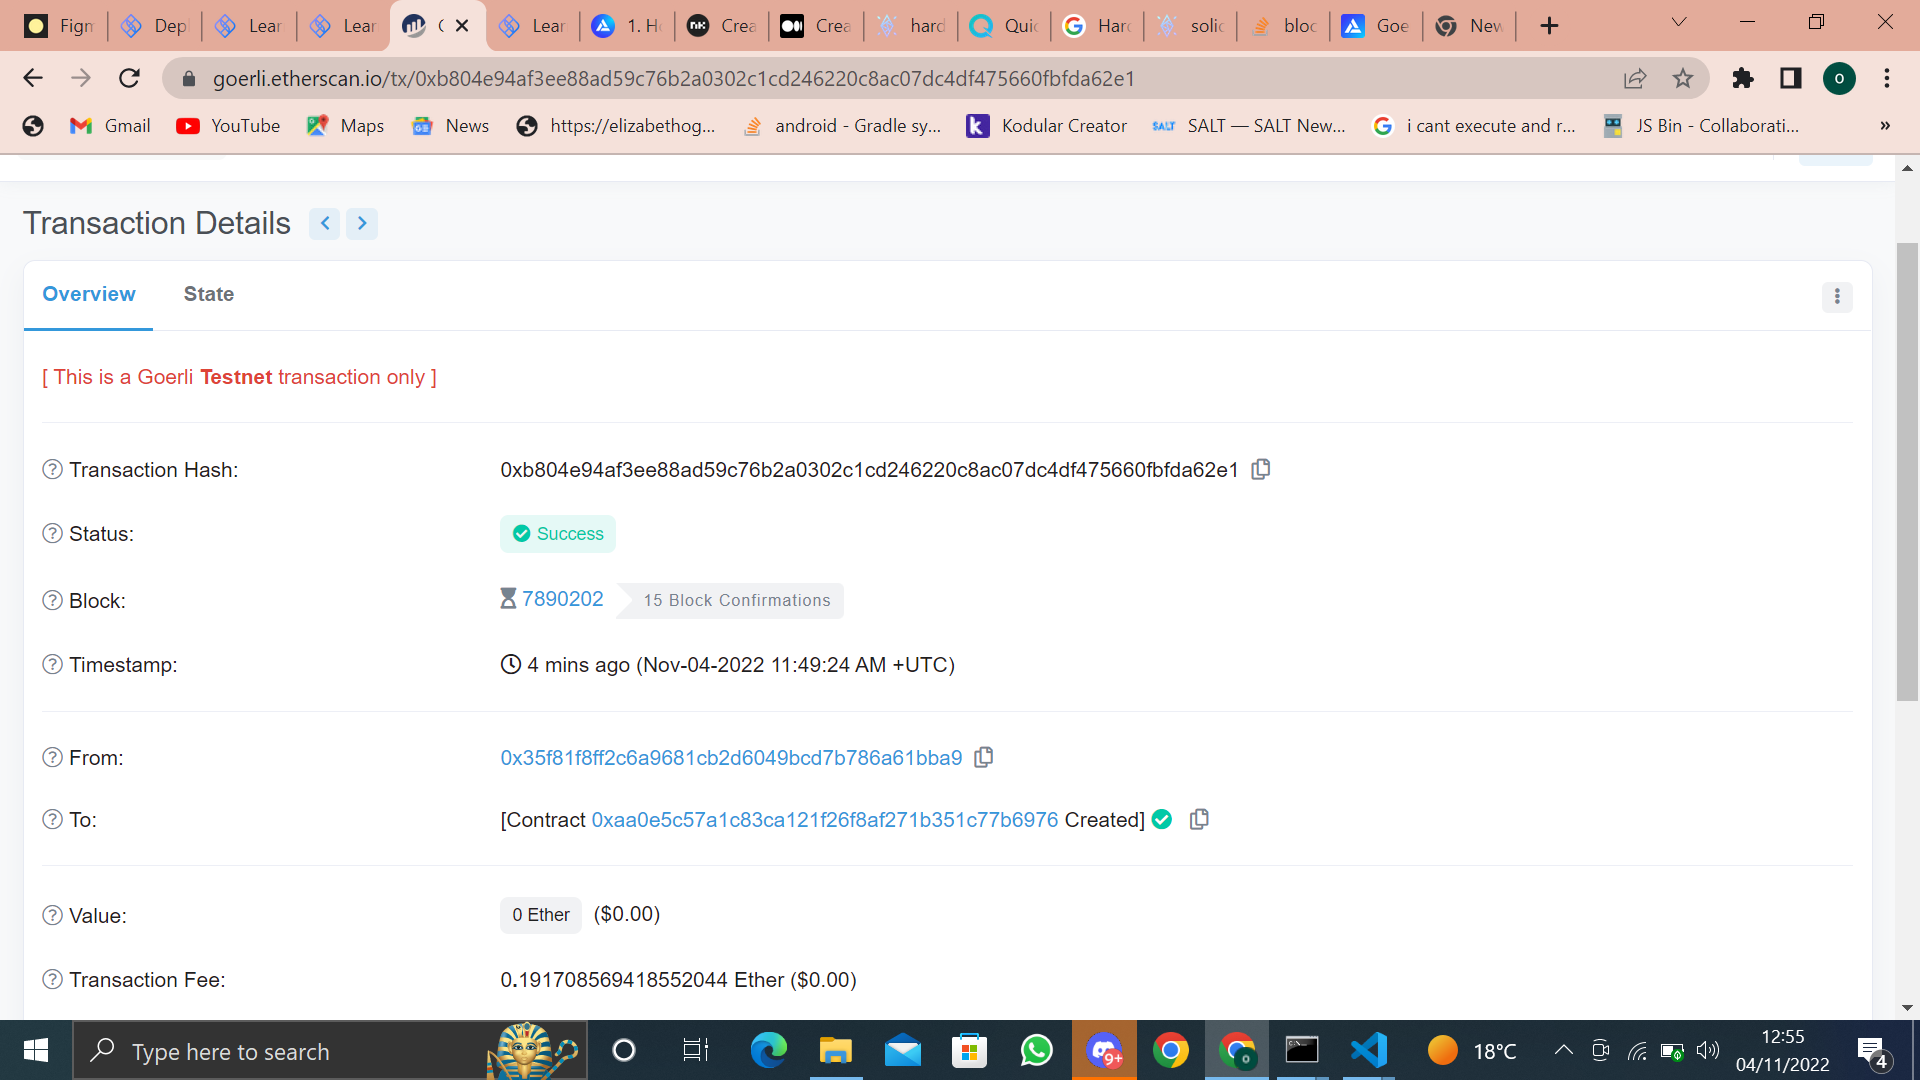 Fign
Depl
Lear
Lear
Lear
1. Ho
Crea
Crea
hard
Quic
Hard
solid
bloc
Goe
New
goerli.etherscan.io/tx/0xb804e94af3ee88ad59c76b2a0302c1cd246220c8ac07dc4df475660fbfda62e1
Gmail
YouTube
Maps
News
https://elizabethog...
android - Gradle sy...
Kodular Creator
SALT — SALT New...
i cant execute and r...
JS Bin - Collaborati...
»
Transaction Details
Overview
State
[ This is a Goerli Testnet transaction only ]
Transaction Hash:
0xb804e94af3ee88ad59c76b2a0302c1cd246220c8ac07dc4df475660fbfda62e1
Status:
Success
Block:
7890202
15 Block Confirmations
Timestamp:
4 mins ago (Nov-04-2022 11:49:24 AM +UTC)
From:
0x35f81f8ff2c6a9681cb2d6049bcd7b786a61bba9
To:
[Contract 0xaa0e5c57a1c83ca121f26f8af271b351c77b6976 Created]
Value:
0 Ether
($0.00)
Transaction Fee:
0.191708569418552044 Ether ($0.00)
Type here to search
9+
18°C
12:55
04/11/2022
4